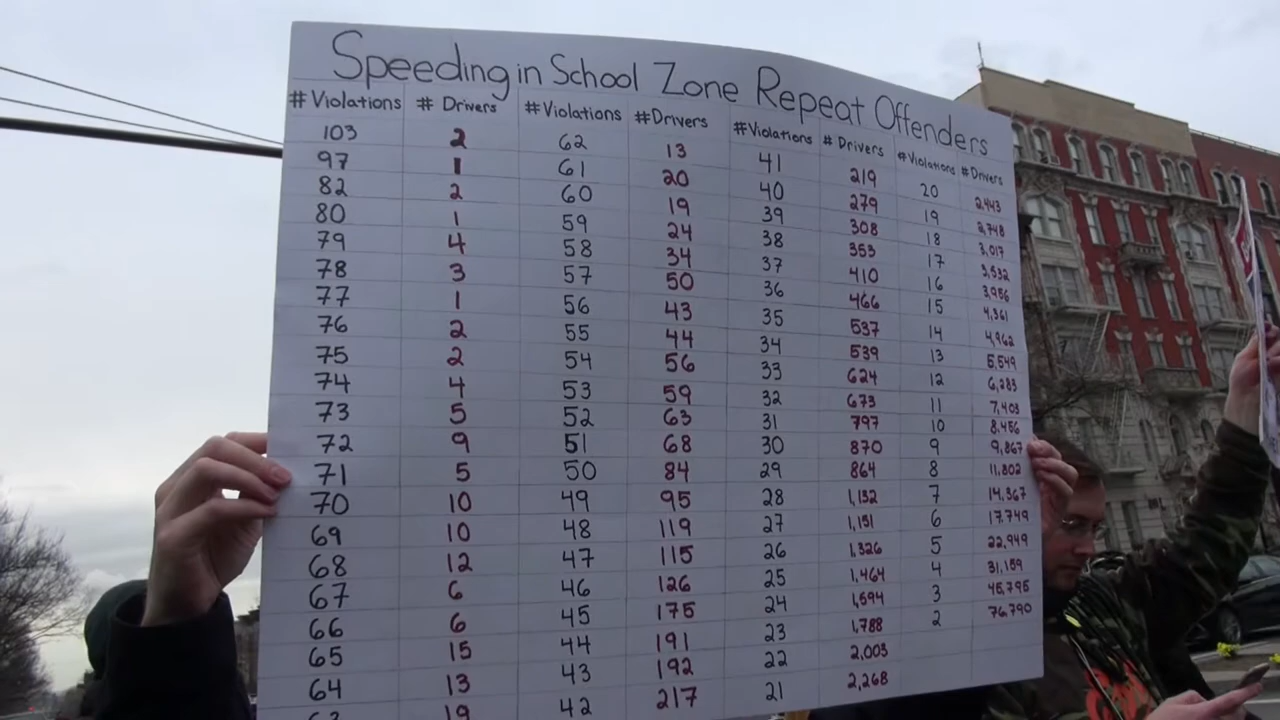 Speeding in School Zone Repeat Offenders
# Violations # Drivers # Violations # Drivers # Violations # Drivers # Violations # Drivers
103 2 62 13 41 219 20 2,443
97 1 61 20 40 279 19 2,748
82 2 60 19 39 308 18 3,017
80 1 59 24 38 353 17 3,532
79 4 58 34 37 410 16 3,956
78 3 57 50 36 466 15 4,361
77 1 56 43 35 537 14 4,962
76 2 55 44 34 539 13 5,549
75 2 54 56 33 624 12 6,283
74 4 53 59 32 673 11 7,403
73 5 52 63 31 797 10 8,456
72 9 51 68 30 870 9 9,867
71 5 50 84 29 864 8 11,802
70 10 49 95 28 1,132 7 14,367
69 10 48 119 27 1,151 6 17,749
68 12 47 115 26 1,326 5 22,949
67 6 46 126 25 1,464 4 31,159
66 6 45 175 24 1,594 3 45,795
65 15 44 191 23 1,788 2 76,790
64 13 43 192 22 2,003
63 19 42 217 21 2,268